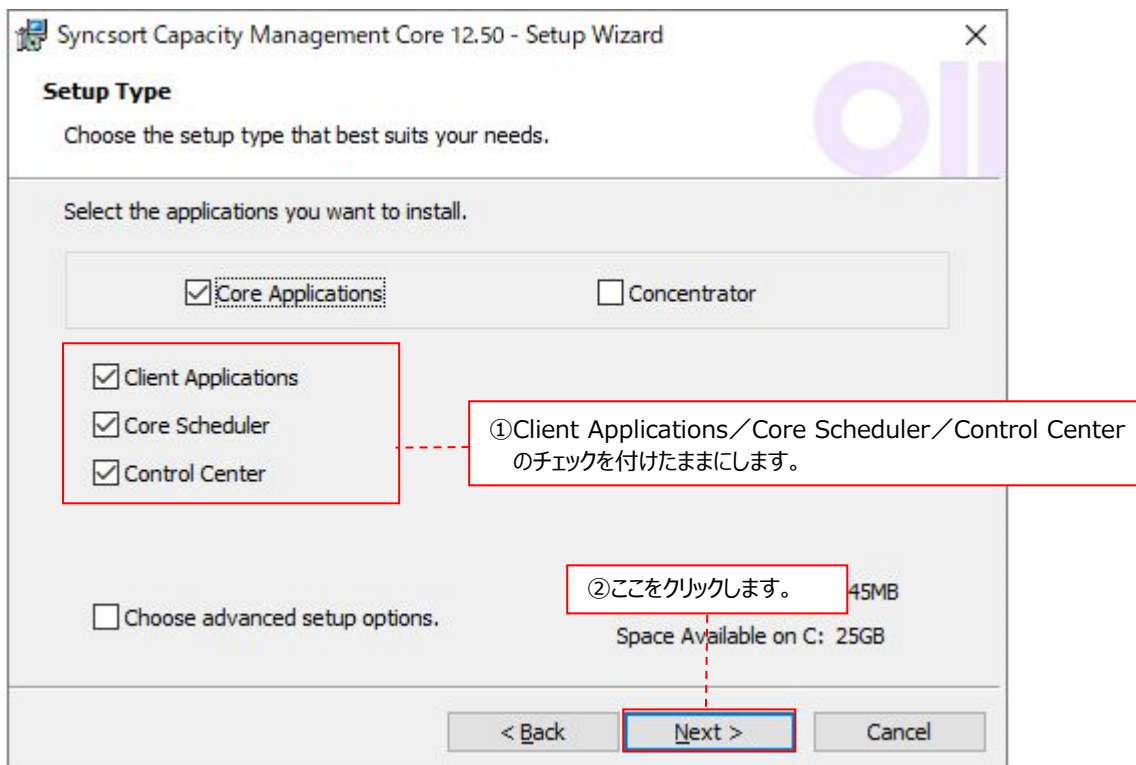 Syncsort Capacity Management Core 12.50 - Setup Wizard
Setup Type
Choose the setup type that best suits your needs.
Select the applications you want to install.
Core Applications
Concentrator
Client Applications
Core Scheduler
Control Center
①Client Applications／Core Scheduler／Control Center
のチェックを付けたままにします。
②ここをクリックします。
45MB
Choose advanced setup options.
Space Available on C: 25GB
< Back
Next >
Cancel